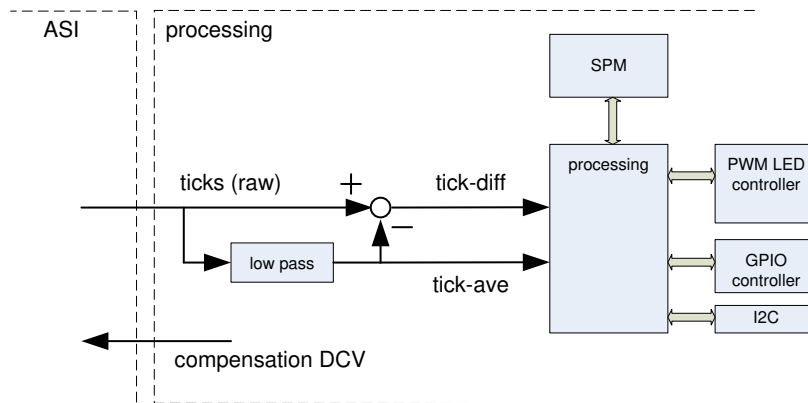 ASI
processing
SPM
processing
PWM LED
controller
ticks (raw)
+
tick-diff
−
low pass
GPIO
controller
tick-ave
I2C
compensation DCV